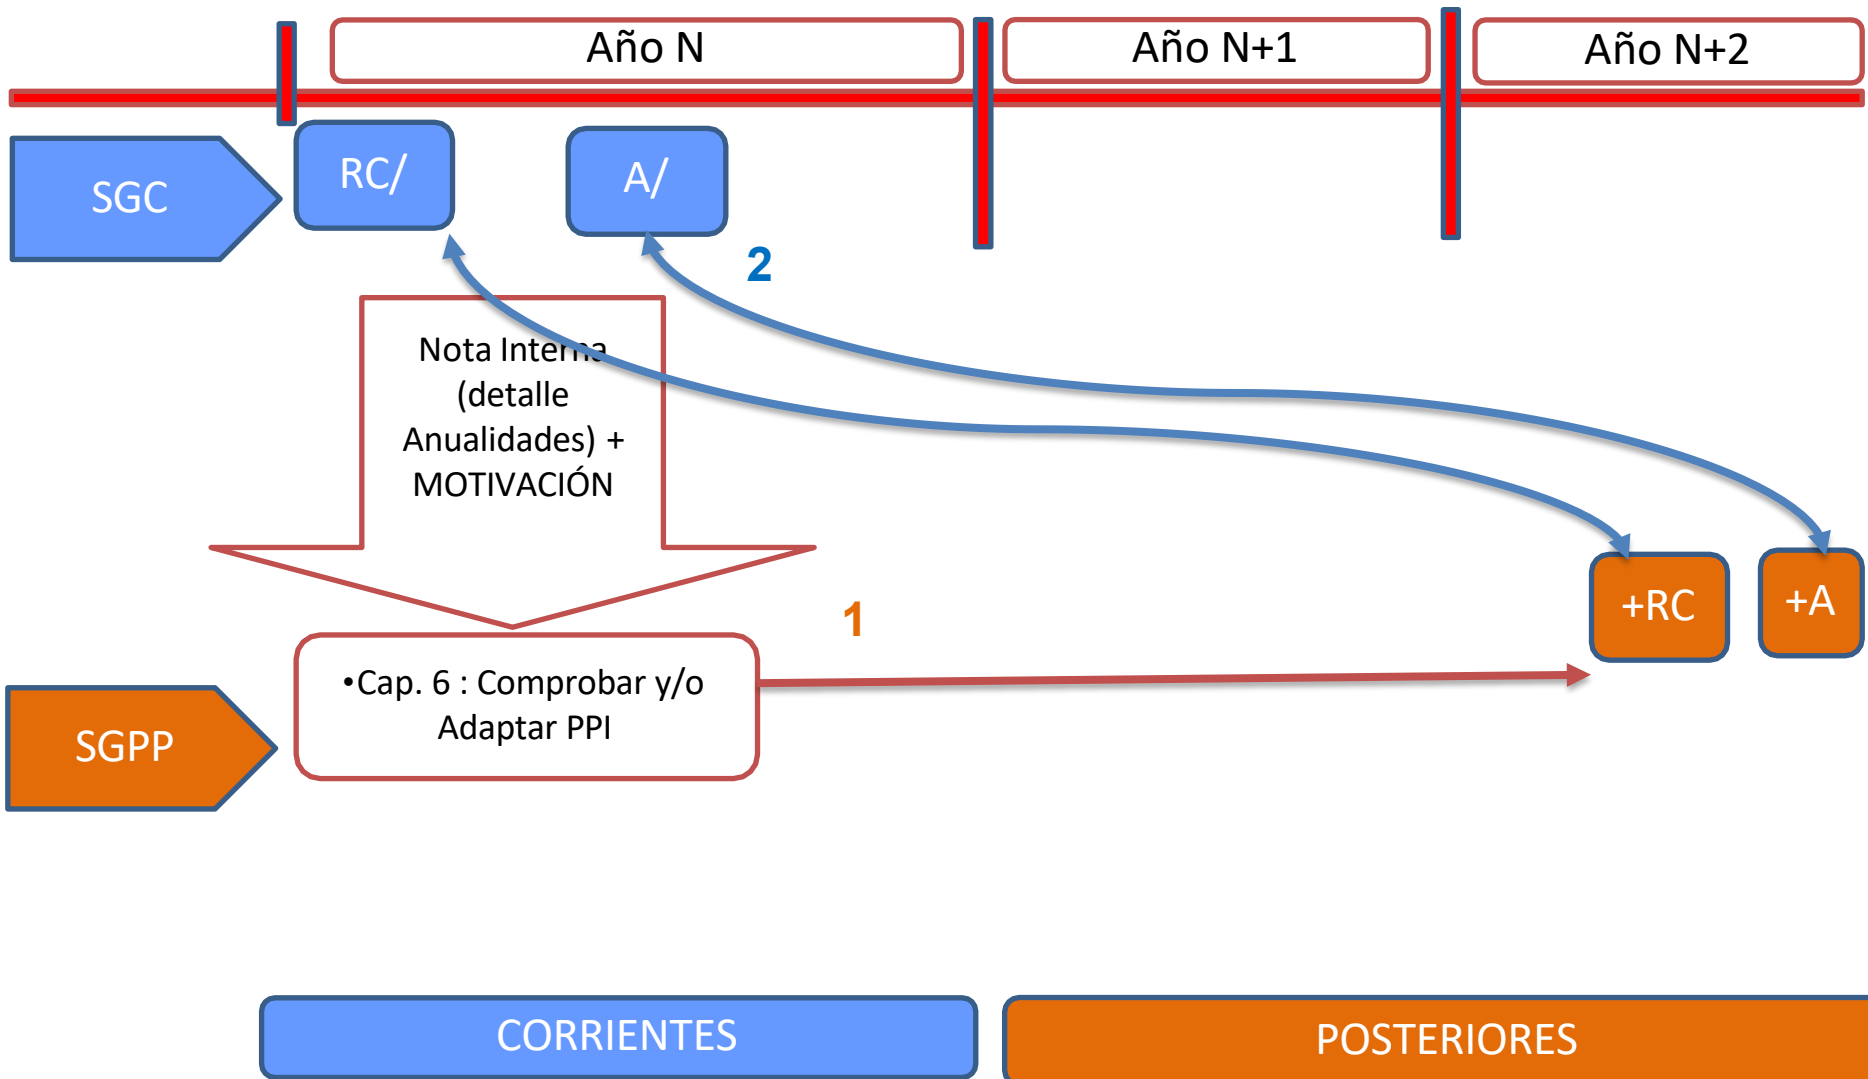 Año N
Año N+1
Año N+2
SGC
RC/
A/
2
Nota Interna
(detalle
Anualidades) +
MOTIVACIÓN
1
+RC
+A
SGPP
•Cap. 6 : Comprobar y/o
Adaptar PPI
CORRIENTES
POSTERIORES